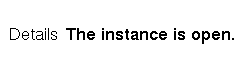 Details The instance is open.